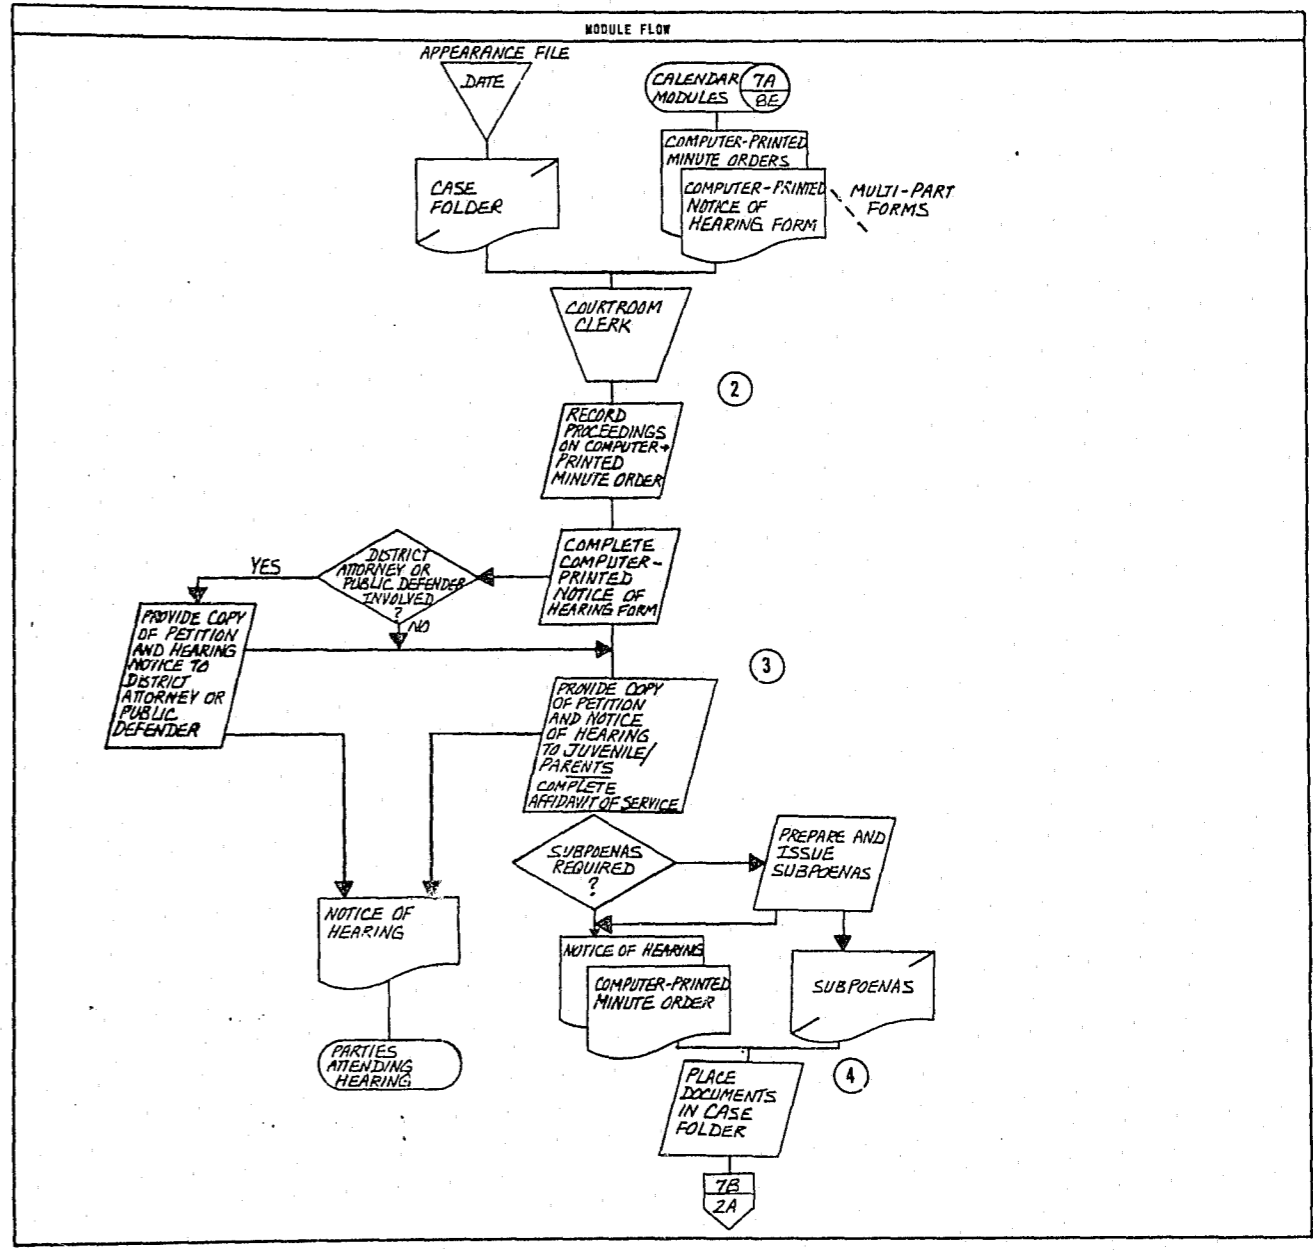 MODULE FLOW
APPEARANCE FILE
DATE
CALENDAR
MODULES
7A
8E
COMPUTER-PRINTED
MINUTE ORDERS
COMPUTER-PRINTED
NOTICE OF
HEARING FORM
MULTI-PART
FORMS
CASE
FOLDER
COURTROOM
CLERK
2
RECORD
PROCEEDINGS
ON COMPUTER-
PRINTED
MINUTE ORDER
COMPLETE
COMPUTER-
PRINTED
NOTICE OF
HEARING FORM
DISTRICT
ATTORNEY OR
PUBLIC DEFENDER
INVOLVED
?
YES
NO
PROVIDE COPY
OF PETITION
AND HEARING
NOTICE TO
DISTRICT
ATTORNEY OR
PUBLIC
DEFENDER
3
PROVIDE COPY
OF PETITION
AND NOTICE
OF HEARING
TO JUVENILE/
PARENTS
COMPLETE
AFFIDAVIT OF SERVICE
SUBPOENAS
REQUIRED
?
PREPARE AND
ISSUE
SUBPOENAS
NOTICE OF
HEARING
NOTICE OF HEARING
COMPUTER-PRINTED
MINUTE ORDER
SUBPOENAS
PARTIES
ATTENDING
HEARING
4
PLACE
DOCUMENTS
IN CASE
FOLDER
7B
2A